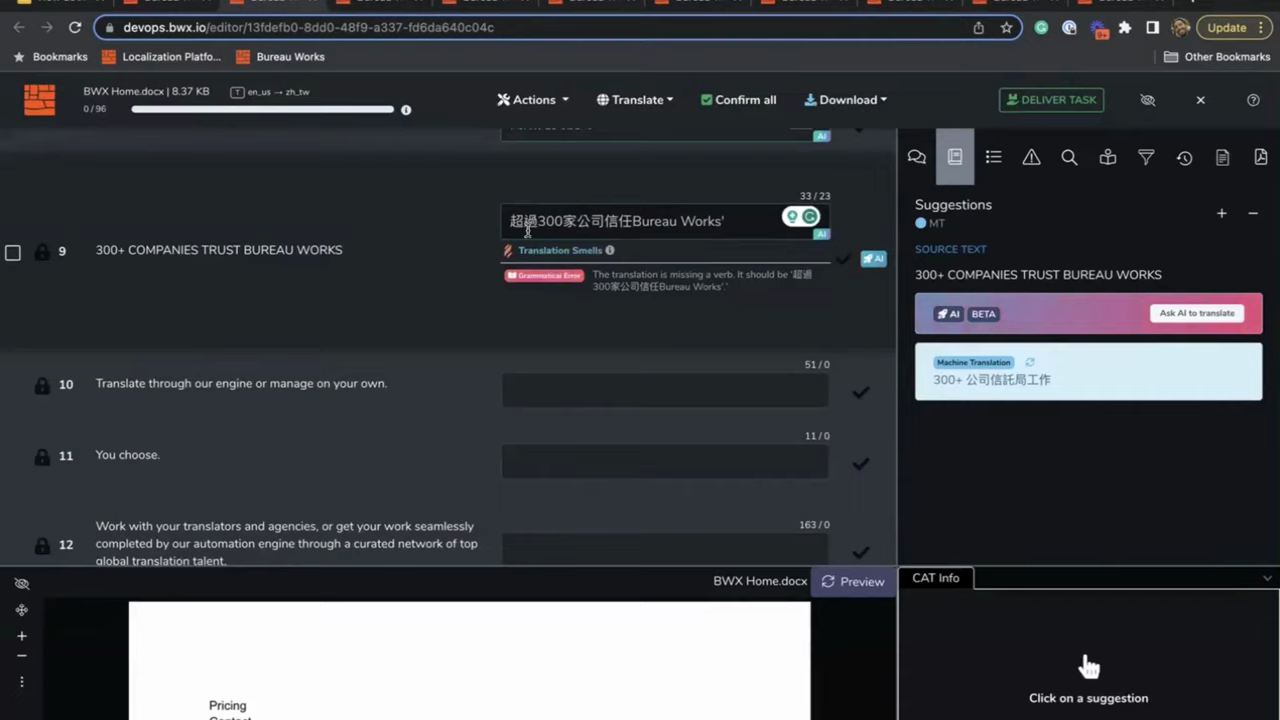 devops.bwx.io/editor/13fdefb0-8dd0-48f9-a337-fd6da640c04c
9+
Update
Bookmarks
Localization Platfo...
Bureau Works
Other Bookmarks
BWX Home.docx | 8.37 KB
T en_us → zh_tw
0 / 96
Actions
Translate
Confirm all
Download
DELIVER TASK
AI
33 / 23
9
300+ COMPANIES TRUST BUREAU WORKS
超過300家公司信任Bureau Works'
AI
Translation Smells
AI
Grammatical Error
The translation is missing a verb. It should be '超過
300家公司信任Bureau Works'.'
51 / 0
10
Translate through our engine or manage on your own.
11 / 0
11
You choose.
163 / 0
12
Work with your translators and agencies, or get your work seamlessly
completed by our automation engine through a curated network of top
global translation talent.
Suggestions
MT
SOURCE TEXT
300+ COMPANIES TRUST BUREAU WORKS
AI
BETA
Ask AI to translate
Machine Translation
300+ 公司信託局工作
BWX Home.docx
Preview
CAT Info
Pricing
Click on a suggestion